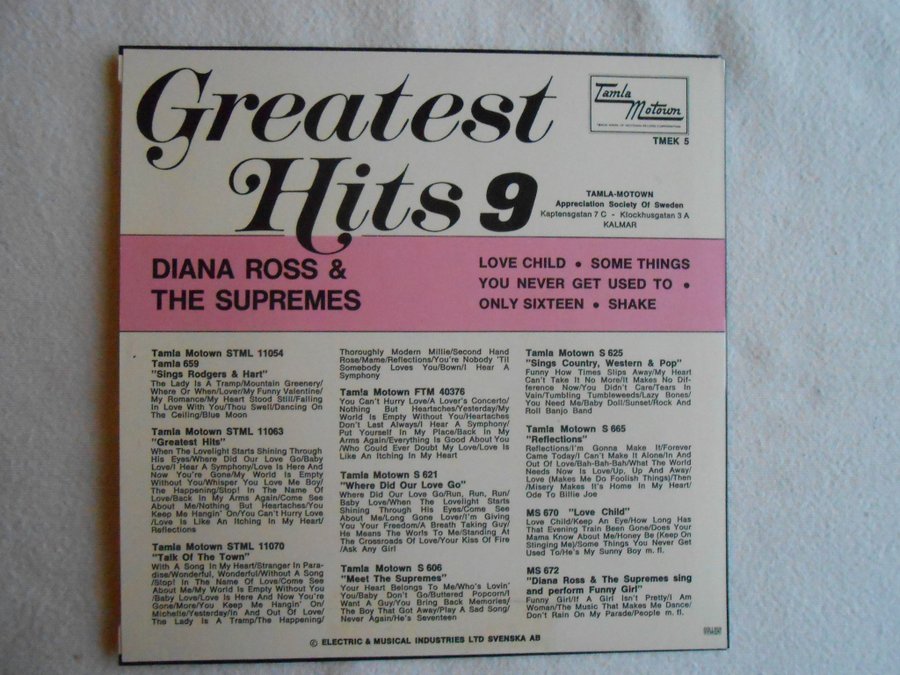 Greatest
Hits 9
Tamla
Motown
TMEK 5
TAMLA-MOTOWN
Appreciation Society Of Sweden
Kaptensgatan 7 C - Klockhusgatan 3 A
KALMAR
DIANA ROSS &
THE SUPREMES
LOVE CHILD • SOME THINGS
YOU NEVER GET USED TO •
ONLY SIXTEEN • SHAKE
Tamla Motown STML 11054
Tamla 659
"Sings Rodgers & Hart"
The Lady Is A Tramp/Mountain Greenery/
Where Or When/Lover/My Funny Valentine/
My Romance/My Heart Stood Still/Falling
In Love With You/Thou Swell/Dancing On
The Ceiling/Blue Moon
Tamla Motown STML 11063
"Greatest Hits"
When The Lovelight Starts Shining Through
His Eyes/Where Did Our Love Go/Baby
Love/I Hear A Symphony/Love Is Here And
Now You're Gone/My World Is Empty
Without You/Whisper You Love Me Boy/
The Happening/Stop! In The Name Of
Love/Back In My Arms Again/Come See
About Me/Nothing But Heartaches/You
Keep Me Hangin' On/You Can't Hurry Love
/Love Is Like An Itching In My Heart/
Reflections
Tamla Motown STML 11070
"Talk Of The Town"
With A Song In My Heart/Stranger In Para-
dise/Wonderful, Wonderful/Without A Song
/Stop! In The Name Of Love/Come See
About Me/My World Is Empty Without You
/Baby Love/Love Is Here And Now You're
Gone/More/You Keep Me Hangin' On/
Michelle/Yesterday/In And Out Of Love/
The Lady Is A Tramp/The Happening/
Thoroughly Modern Millie/Second Hand
Rose/Mame/Reflections/You're Nobody 'Til
Somebody Loves You/Bown/I Hear A
Symphony
Tamla Motown FTM 40376
You Can't Hurry Love/A Lover's Concerto/
Nothing But Heartaches/Yesterday/My
World Is Empty Without You/Heartaches
Don't Last Always/I Hear A Symphony/
Put Yourself In My Place/Back In My
Arms Again/Everything Is Good About You
/Who Could Ever Doubt My Love/Love Is
Like An Itching In My Heart
Tamla Motown S 621
"Where Did Our Love Go"
Where Did Our Love Go/Run, Run, Run/
Baby Love/When The Lovelight Starts
Shining Through His Eyes/Come See
About Me/Long Gone Lover/I'm Giving
You Your Freedom/A Breath Taking Guy/
He Means The Worls To Me/Standing At
The Crossroads Of Love/Your Kiss Of Fire
/Ask Any Girl
Tamla Motown S 606
"Meet The Supremes"
Your Heart Belongs To Me/Who's Lovin'
You/Baby Don't Go/Buttered Popcorn/I
Want A Guy/You Bring Back Memories/
The Boy That Got Away/Play A Sad Song/
Never Again/He's Seventeen
Tamla Motown S 625
"Sings Country, Western & Pop"
Funny How Times Slips Away/My Heart
Can't Take It No More/It Makes No Dif-
ference Now/You Didn't Care/Tears In
Vain/Tumbling Tumbleweeds/Lazy Bones/
You Need Me/Baby Doll/Sunset/Rock And
Roll Banjo Band
Tamla Motown S 665
"Reflections"
Reflections/I'm Gonna Make It/Forever
Came Today/I Can't Make It Alone/In And
Out Of Love/Bah-Bah-Bah/What The World
Needs Now Is Love/Up, Up And Away
Love (Makes Me Do Foolish Things)/Then
/Misery Makes It's Home In My Heart/
Ode To Billie Joe
MS 670 "Love Child"
Love Child/Keep An Eye/How Long Has
That Evening Train Been Gone/Does Your
Mama Know About Me/Honey Be (Keep On
Stinging Me)/Some Things You Never Get
Used To/He's My Sunny Boy m. fl.
MS 672
"Diana Ross & The Supremes sing
and perform Funny Girl"
Funny Girl/If A Girl Isn't Pretty/I Am
Woman/The Music That Makes Me Dance/
Don't Rain On My Parade/People m. fl.
Ⓒ ELECTRIC & MUSICAL INDUSTRIES LTD SVENSKA AB